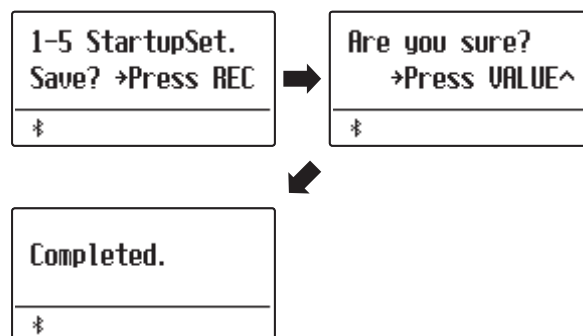 1-5 StartupSet.
Save? →Press REC
Are you sure?
→Press VALUE^
Completed.